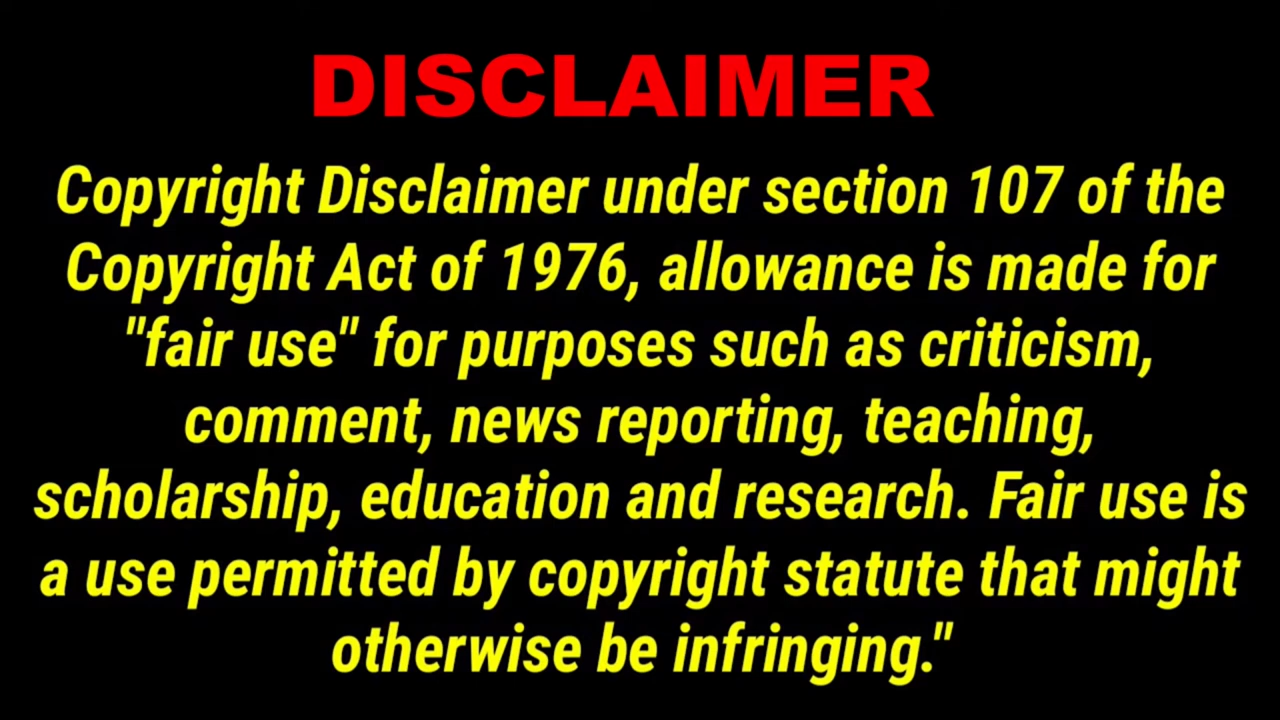 DISCLAIMER
Copyright Disclaimer under section 107 of the
Copyright Act of 1976, allowance is made for
"fair use" for purposes such as criticism,
comment, news reporting, teaching,
scholarship, education and research. Fair use is
a use permitted by copyright statute that might
otherwise be infringing."